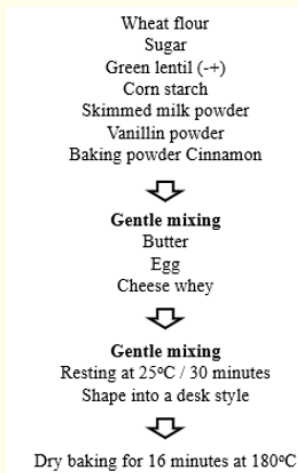 Wheat flour
Sugar
Green lentil (-+)
Corn starch
Skimmed milk powder
Vanillin powder
Baking powder Cinnamon
Gentle mixing
Butter
Egg
Cheese whey
Gentle mixing
Resting at 25ºC / 30 minutes
Shape into a desk style
Dry baking for 16 minutes at 180ºC